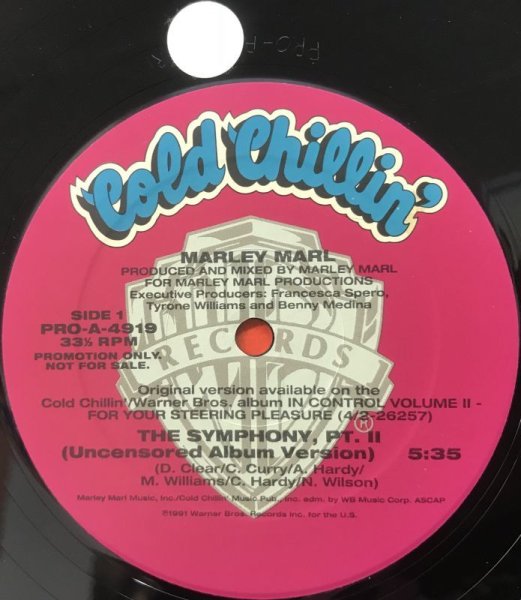 PRO-A
Cold Chillin'
MARLEY MARL
PRODUCED AND MIXED BY MARLEY MARL
FOR MARLEY MARL PRODUCTIONS
Executive Producers: Francesca Spero,
Tyrone Williams and Benny Medina
SIDE 1
PRO-A-4919
33⅓ RPM
PROMOTION ONLY.
NOT FOR SALE.
RECORDS
Original version available on the
Cold Chillin'/Warner Bros. album IN CONTROL VOLUME II -
FOR YOUR STEERING PLEASURE (4/2-26257)
THE SYMPHONY, PT. II
(Uncensored Album Version) 5:35
(D. Clear/C. Curry/A. Hardy/
M. Williams/C. Hardy/N. Wilson)
Marley Marl Music, Inc./Cold Chillin' Music Pub., Inc. adm. by WB Music Corp. ASCAP
℗1991 Warner Bros. Records Inc. for the U.S.